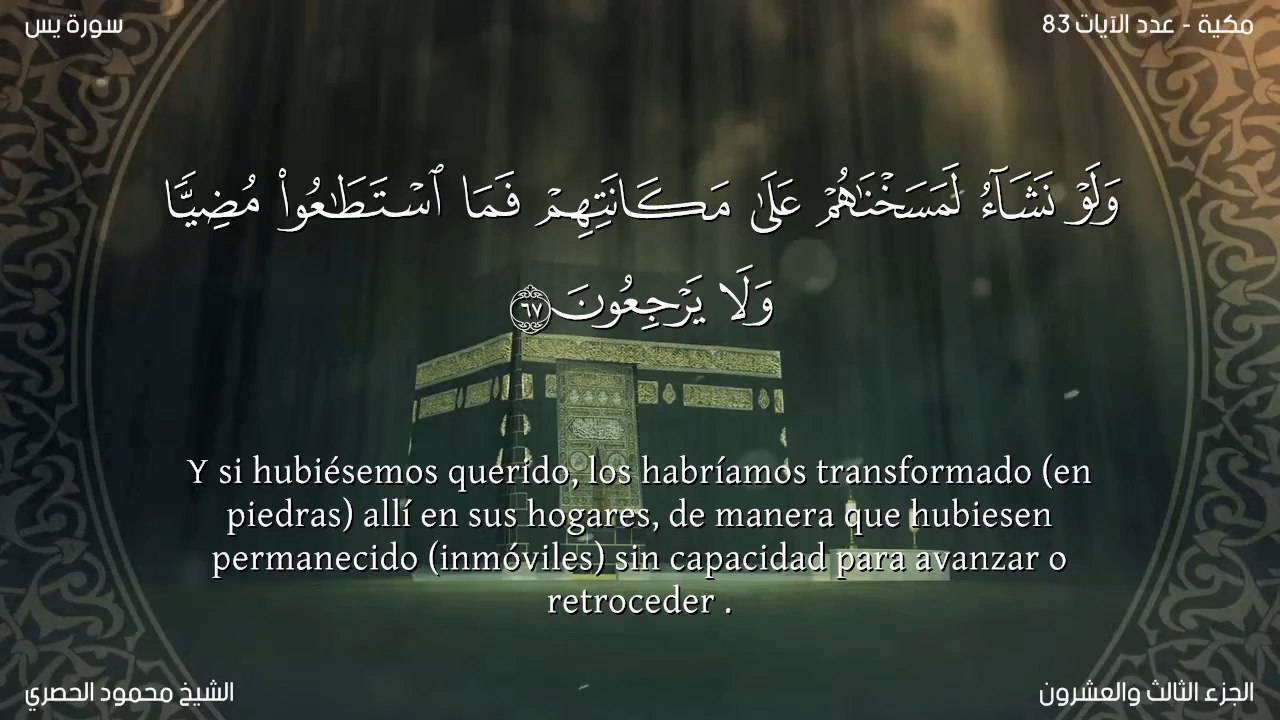 سورة يس
مكية - عدد الآيات 83
وَلَوْ نَشَآءُ لَمَسَخْنَٰهُمْ عَلَىٰ مَكَانَتِهِمْ فَمَا ٱسْتَطَٰعُوا۟ مُضِيًّا
وَلَا يَرْجِعُونَ ٦٧
Y si hubiésemos querido, los habríamos transformado (en
piedras) allí en sus hogares, de manera que hubiesen
permanecido (inmóviles) sin capacidad para avanzar o
retroceder .
الشيخ محمود الحصري
الجزء الثالث والعشرون